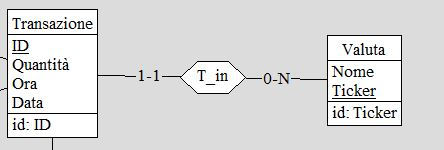 Transazione
ID
Quantità
Ora
Data
id: ID
1-1
T_in
0-N
Valuta
Nome
Ticker
id: Ticker